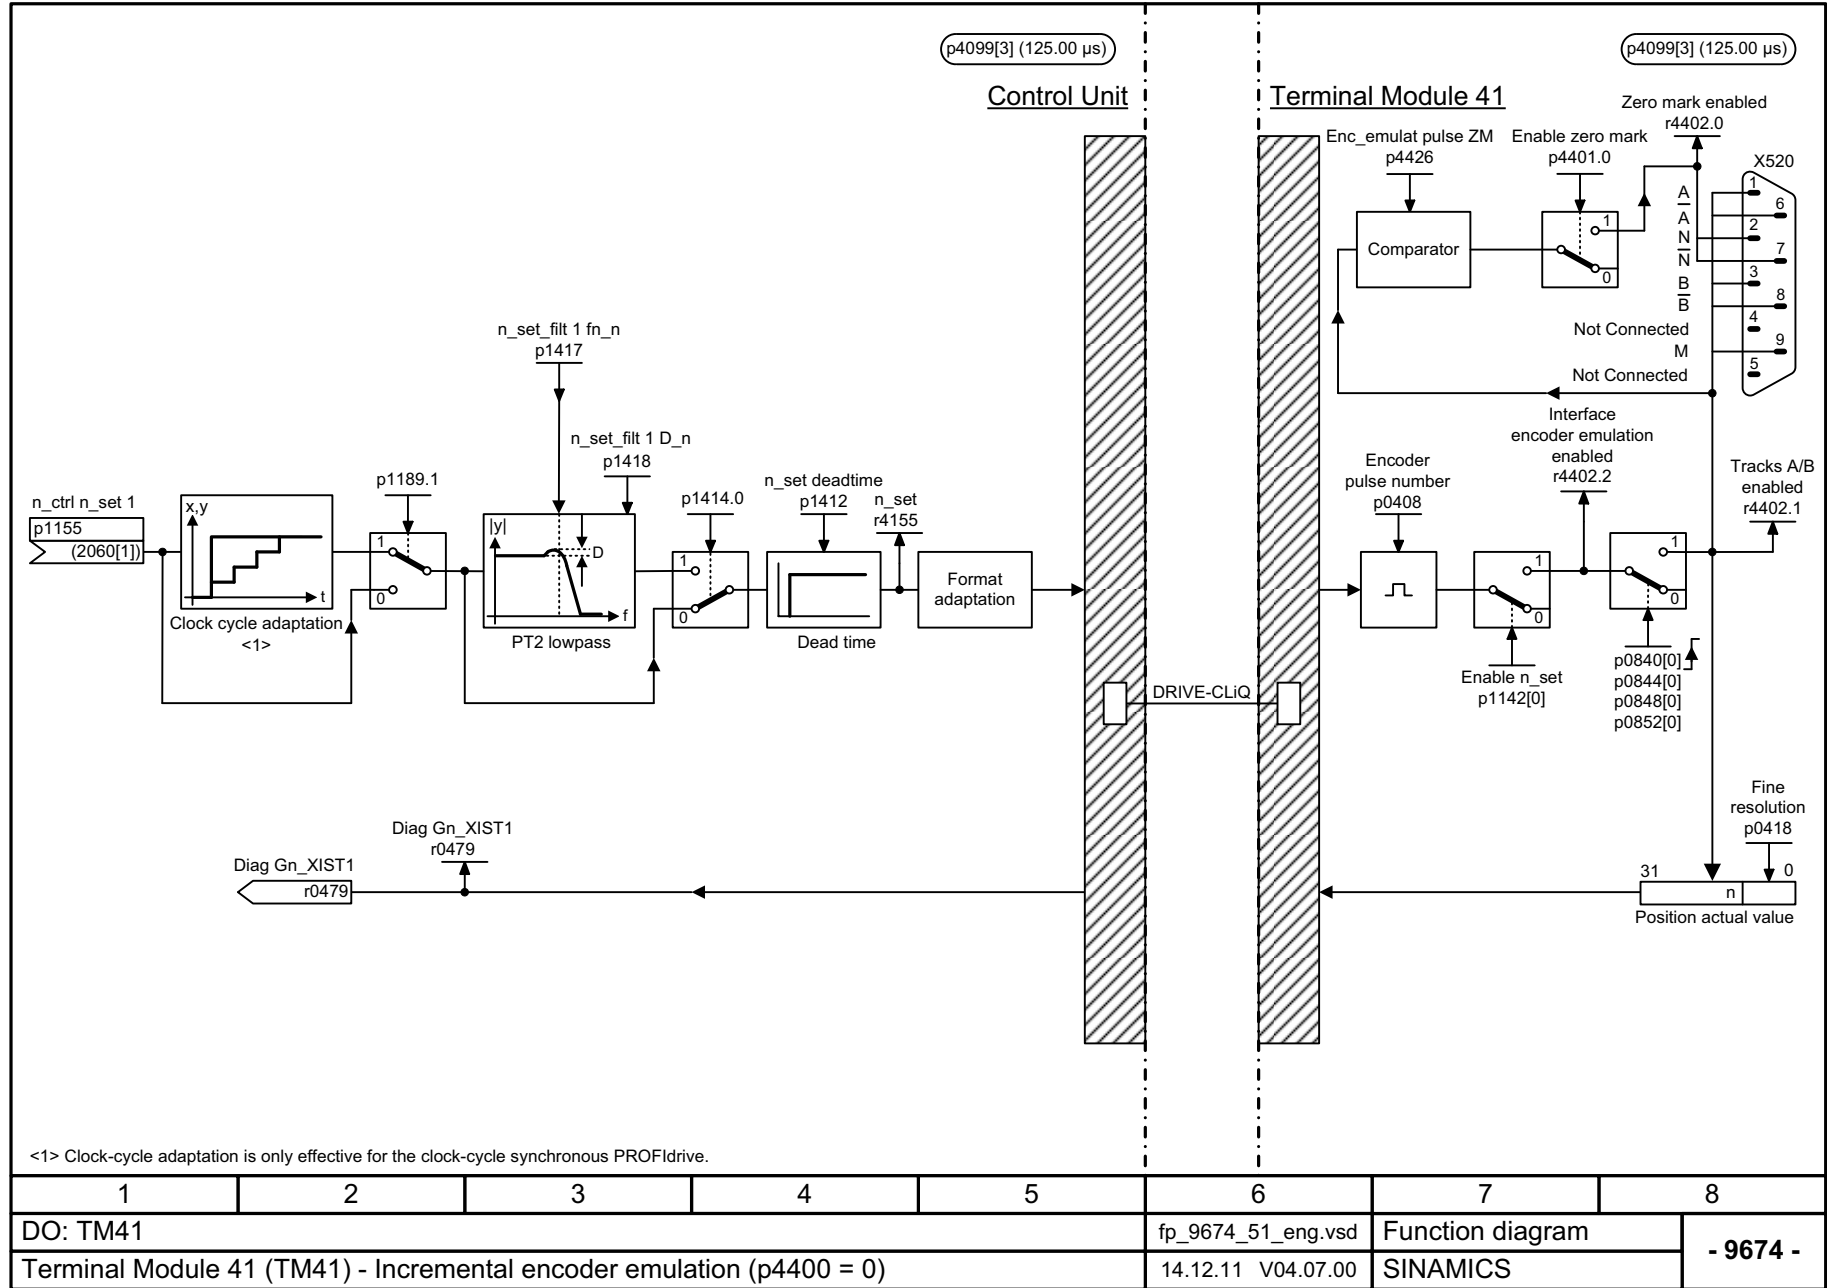 p4099[3] (125.00 µs)
p4099[3] (125.00 µs)
Control Unit
Terminal Module 41
Zero mark enabled
r4402.0
Enc_emulat pulse ZM
p4426
Enable zero mark
p4401.0
X520
Comparator
1
0
A
A
N
N
B
B
Not Connected
M
Not Connected
1
6
2
7
3
8
4
9
5
n_set_filt 1 fn_n
p1417
n_set_filt 1 D_n
p1418
n_ctrl n_set 1
p1155
(2060[1])
x,y
t
Clock cycle adaptation
<1>
p1189.1
1
0
|y|
D
f
PT2 lowpass
p1414.0
1
0
n_set deadtime
p1412
Dead time
n_set
r4155
Format
adaptation
DRIVE-CLiQ
Encoder
pulse number
p0408
Interface
encoder emulation
enabled
r4402.2
Tracks A/B
enabled
r4402.1
1
0
1
0
Enable n_set
p1142[0]
p0840[0]
p0844[0]
p0848[0]
p0852[0]
Fine
resolution
p0418
31
0
n
Position actual value
Diag Gn_XIST1
r0479
Diag Gn_XIST1
r0479
<1> Clock-cycle adaptation is only effective for the clock-cycle synchronous PROFIdrive.
1 2 3 4 5 6 7 8
DO: TM41
fp_9674_51_eng.vsd
Function diagram
- 9674 -
Terminal Module 41 (TM41) - Incremental encoder emulation (p4400 = 0)
14.12.11 V04.07.00
SINAMICS